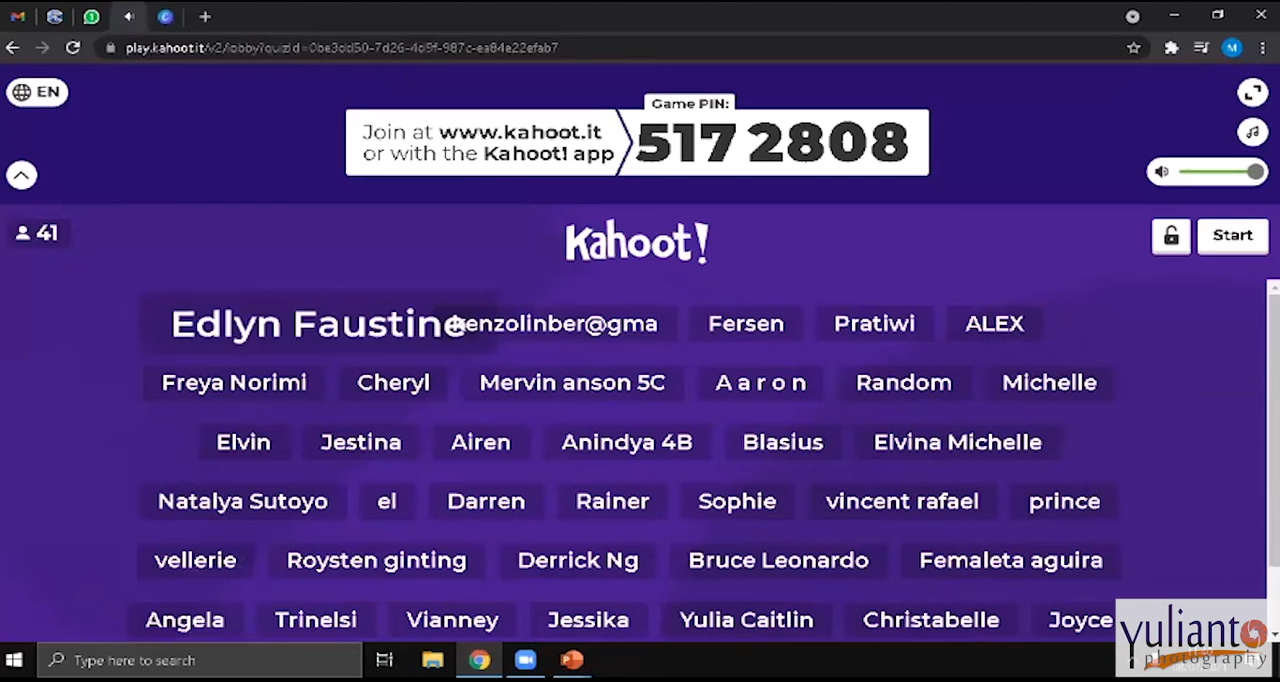 play.kahoot.it/v2/lobby?quizId=0be3dd50-7d26-4d9f-987c-ea84e22efab7
EN
Game PIN:
Join at www.kahoot.it
or with the Kahoot! app
517 2808
41
Kahoot!
Start
Edlyn Faustine kenzolinber@gma Fersen Pratiwi ALEX
Freya Norimi Cheryl Mervin anson 5C A a r o n Random Michelle
Elvin Jestina Airen Anindya 4B Blasius Elvina Michelle
Natalya Sutoyo el Darren Rainer Sophie vincent rafael prince
vellerie Roysten ginting Derrick Ng Bruce Leonardo Femaleta aguira
Angela Trinelsi Vianney Jessika Yulia Caitlin Christabelle Joyce
Type here to search
yulianto
photography